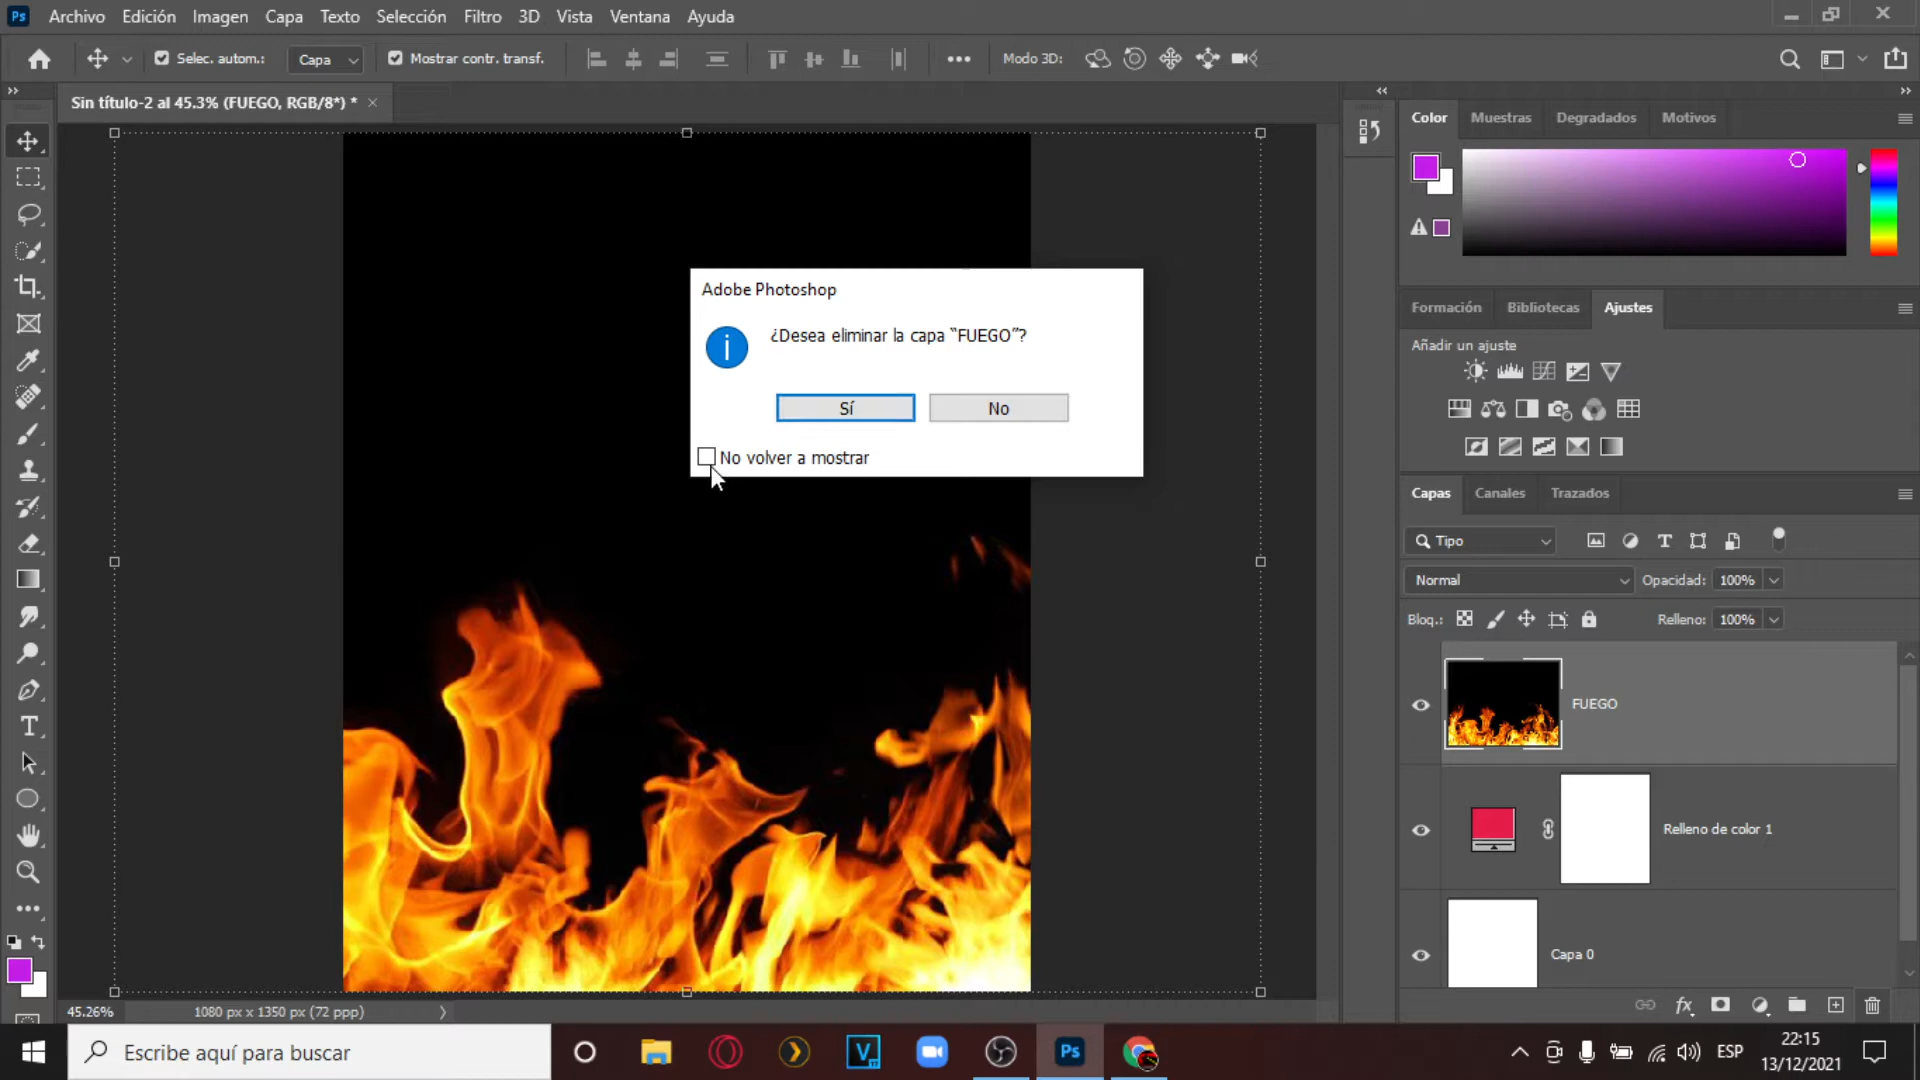 Ps Archivo Edición Imagen Capa Texto Selección Filtro 3D Vista Ventana Ayuda
Selec. autom.: Capa Mostrar contr. transf. Modo 3D:
Sin título-2 al 45.3% (FUEGO, RGB/8*) *
Color Muestras Degradados Motivos
Adobe Photoshop
¿Desea eliminar la capa "FUEGO"?
Sí No
No volver a mostrar
Formación Bibliotecas Ajustes
Añadir un ajuste
Capas Canales Trazados
Tipo
Normal Opacidad: 100%
Bloq.: Relleno: 100%
FUEGO
Relleno de color 1
Capa 0
45.26% 1080 px x 1350 px (72 ppp)
Escribe aquí para buscar
V
Ps
ESP
22:15
13/12/2021